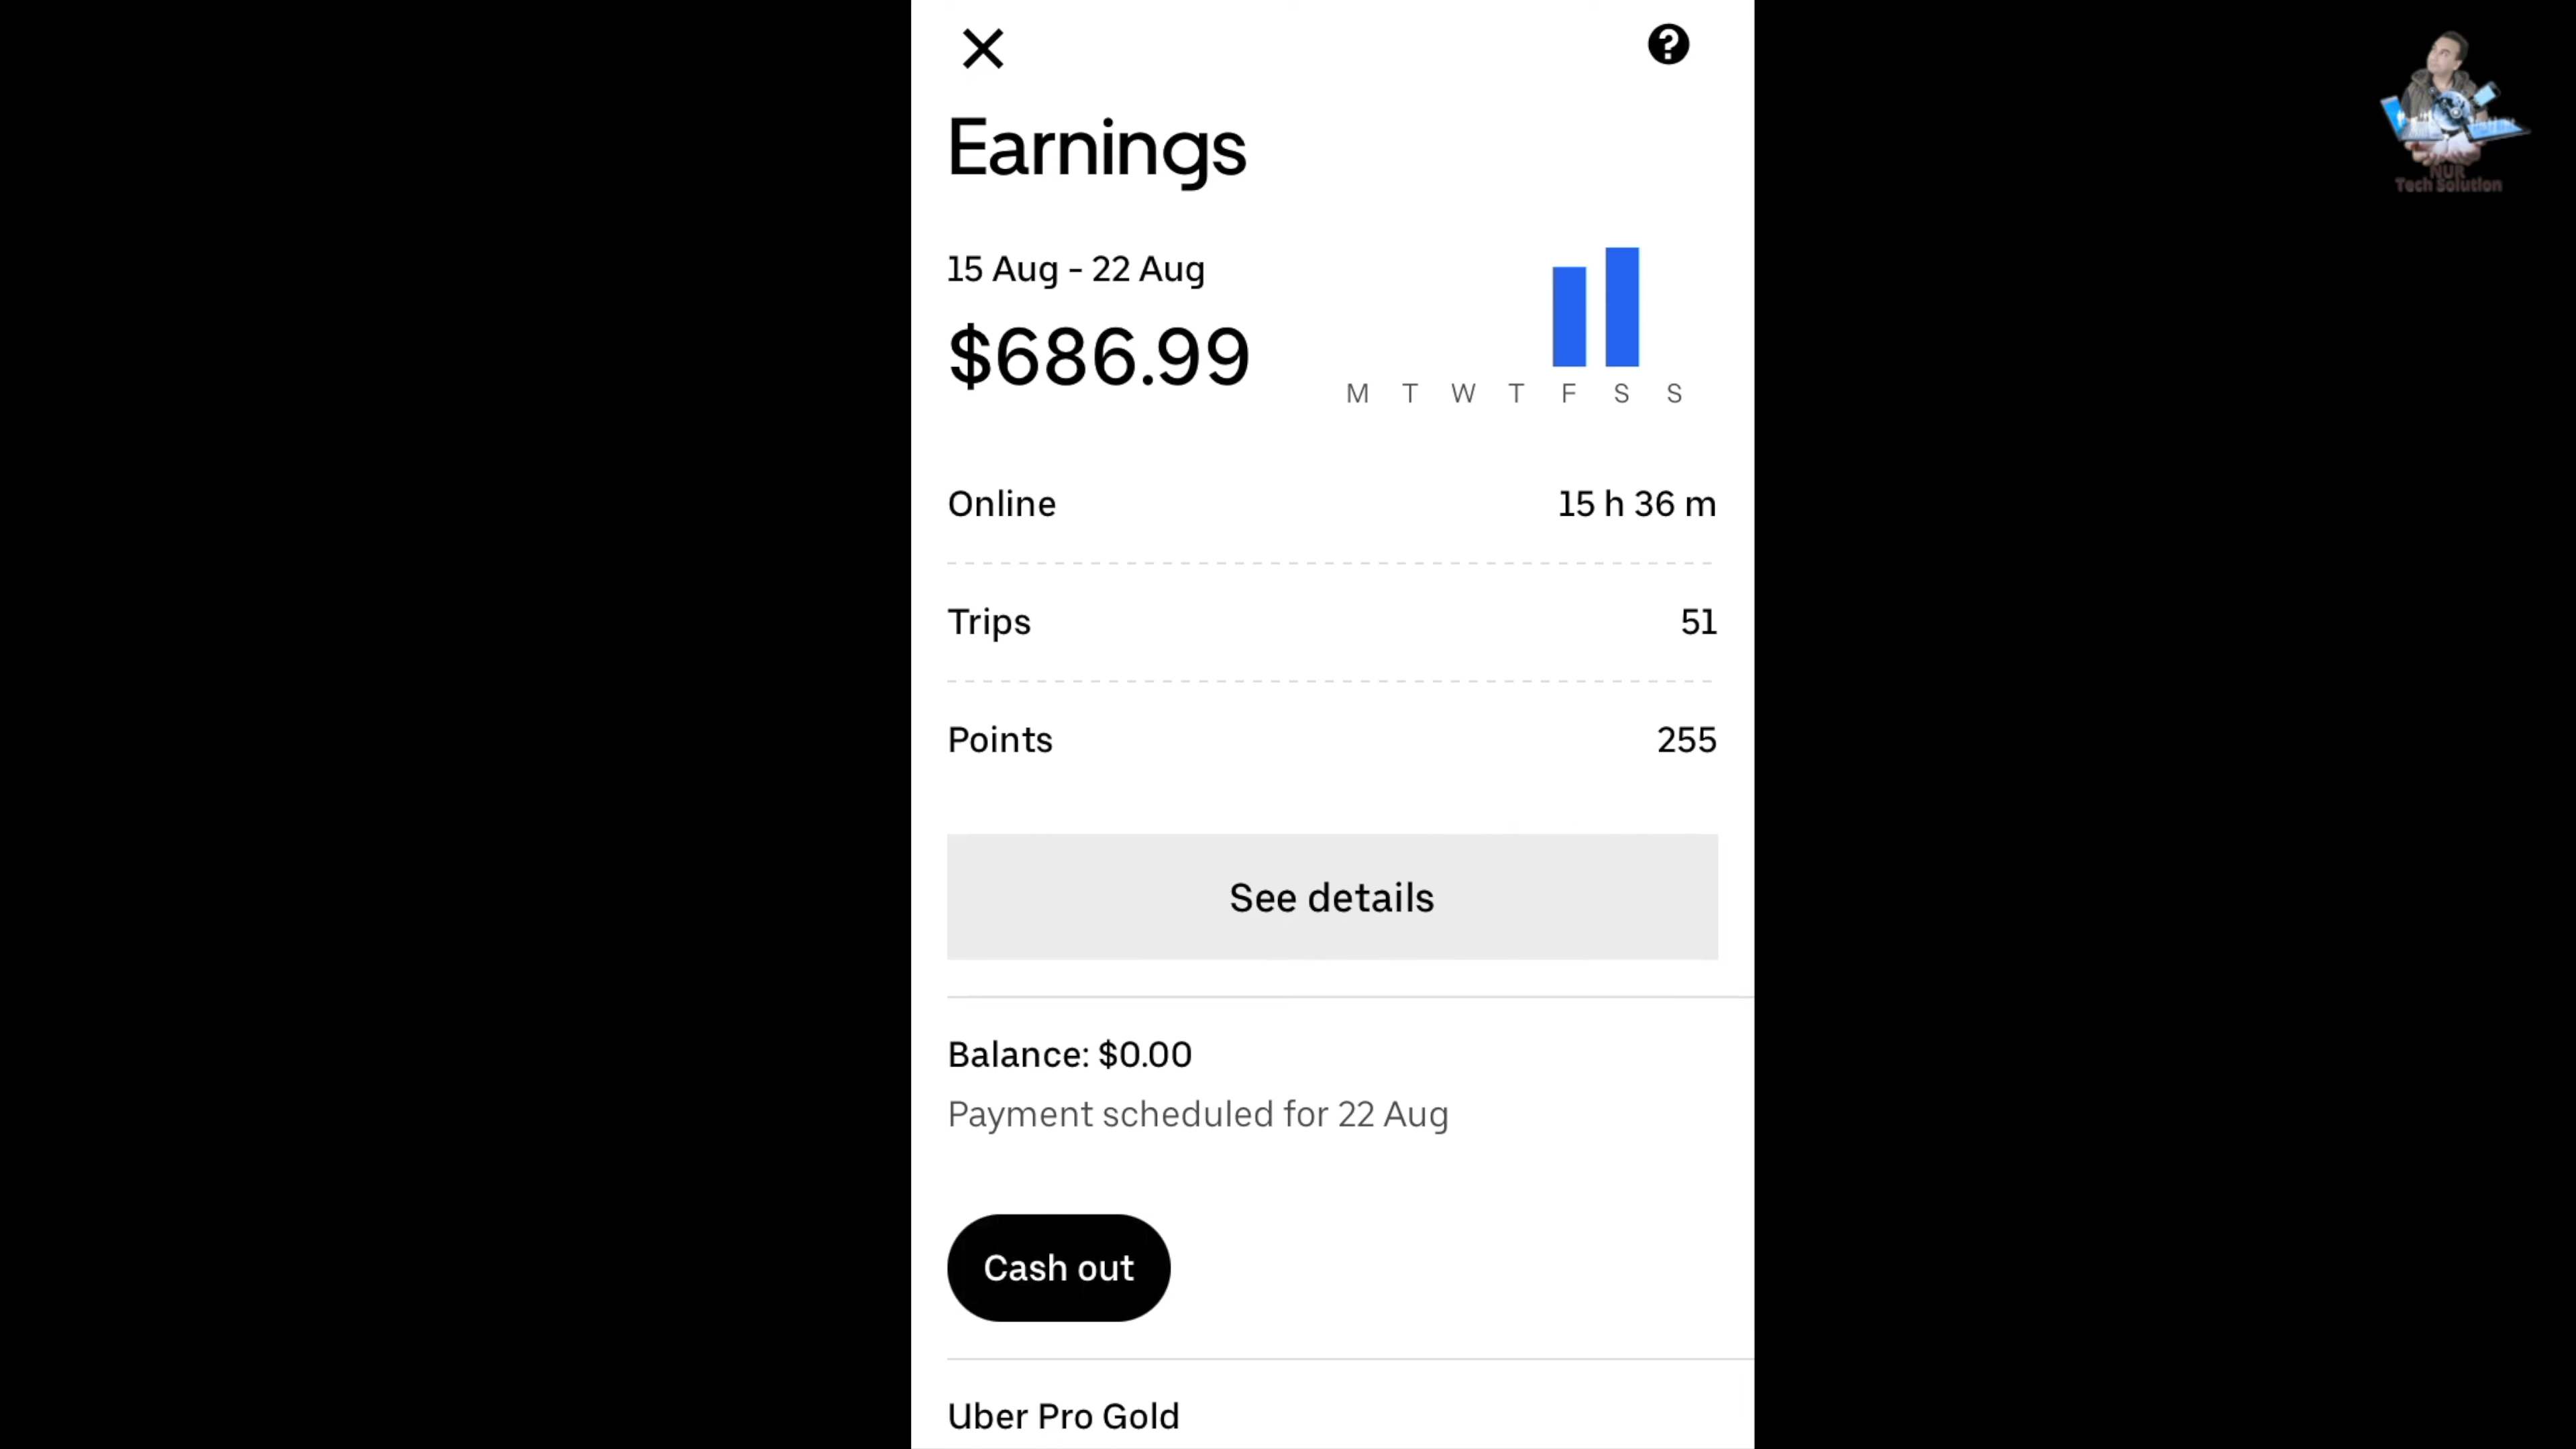 Earnings
15 Aug - 22 Aug
$686.99
M T W T F S S
Online 15 h 36 m
Trips 51
Points 255
See details
Balance: $0.00
Payment scheduled for 22 Aug
Cash out
Uber Pro Gold
NUR
Tech Solution